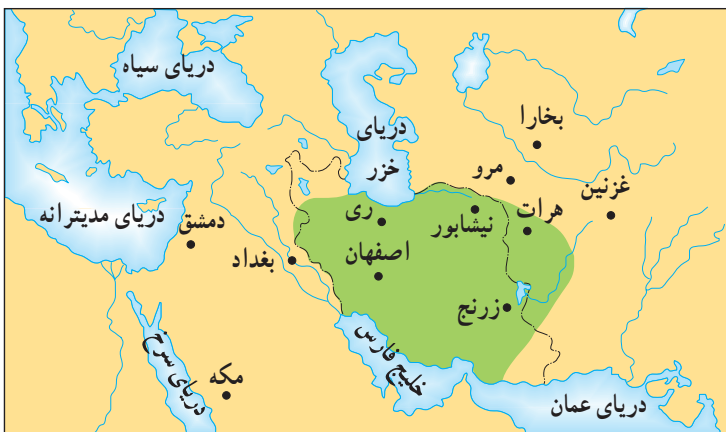 دریای سیاه
دریای
خزر
بخارا
مرو
غزنین
هرات
نیشابور
ری
اصفهان
دریای مدیترانه
دمشق
بغداد
زرنج
خلیج فارس
دریای سرخ
مکه
دریای عمان